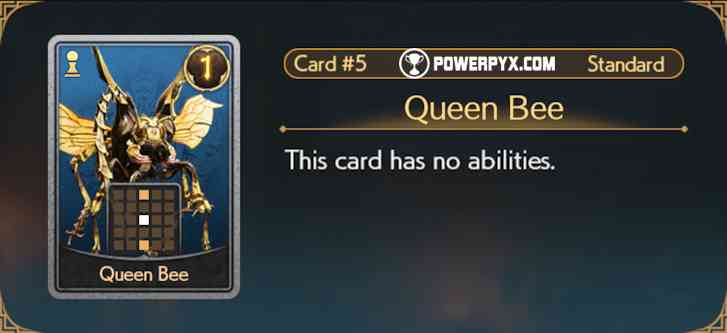 1
Queen Bee
Card #5 POWERPYX.COM Standard
Queen Bee
This card has no abilities.